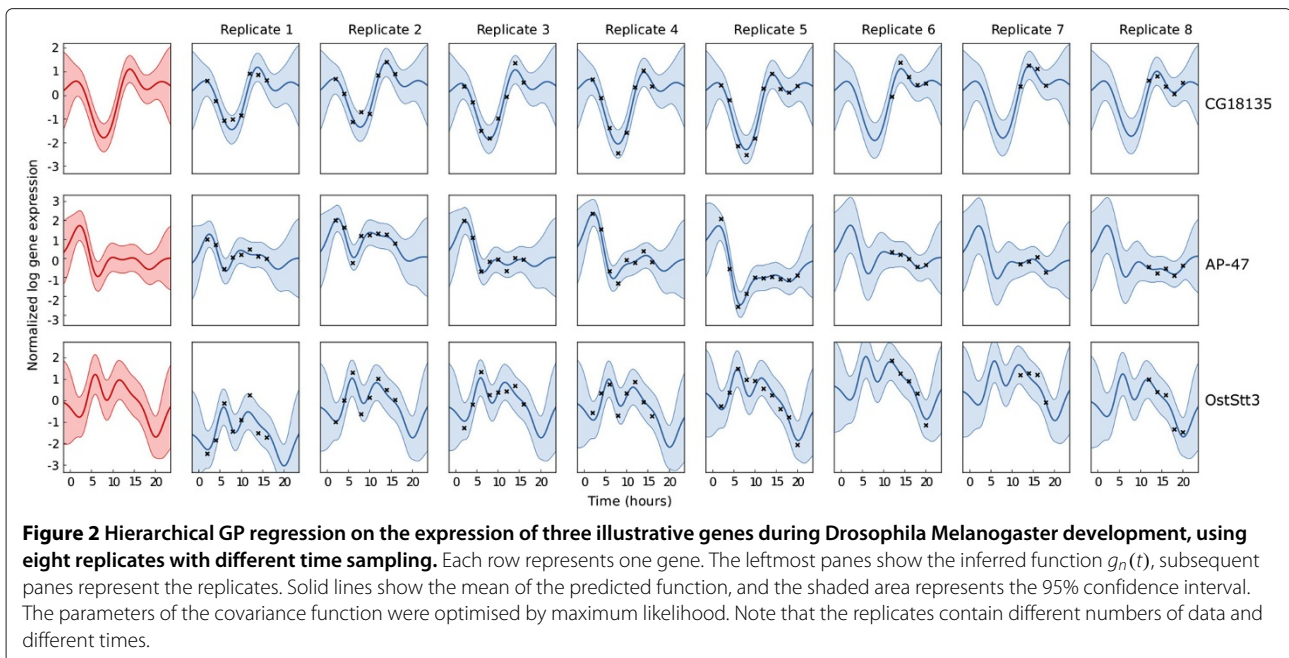 Replicate 1 Replicate 2 Replicate 3 Replicate 4 Replicate 5 Replicate 6 Replicate 7 Replicate 8
Normalized log gene expression
2
1
0
-1
-2
-3
CG18135
3
2
1
0
-1
-2
-3
AP-47
2
1
0
-1
-2
-3
OstStt3
0 5 10 15 20 0 5 10 15 20 0 5 10 15 20 0 5 10 15 20 0 5 10 15 20 0 5 10 15 20 0 5 10 15 20 0 5 10 15 20 0 5 10 15 20
Time (hours)
Figure 2 Hierarchical GP regression on the expression of three illustrative genes during Drosophila Melanogaster development, using
eight replicates with different time sampling. Each row represents one gene. The leftmost panes show the inferred function gn(t), subsequent
panes represent the replicates. Solid lines show the mean of the predicted function, and the shaded area represents the 95% confidence interval.
The parameters of the covariance function were optimised by maximum likelihood. Note that the replicates contain different numbers of data and
different times.